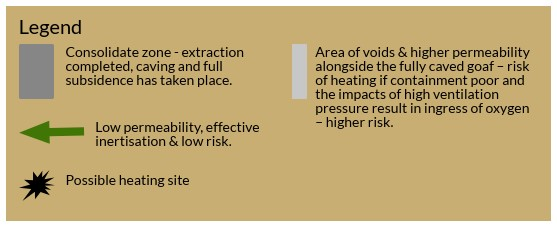 Legend
Consolidate zone - extraction
completed, caving and full
subsidence has taken place.
Low permeability, effective
inertisation & low risk.
Possible heating site
Area of voids & higher permeability
alongside the fully caved goaf – risk
of heating if containment poor and
the impacts of high ventilation
pressure result in ingress of oxygen
– higher risk.